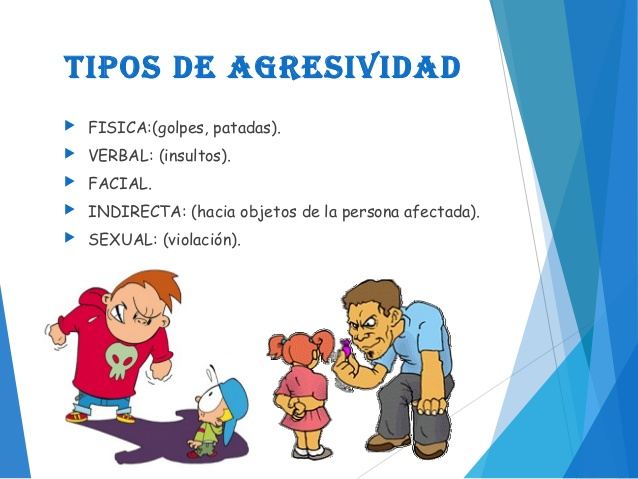 TIPOS DE AGRESIVIDAD
FISICA:(golpes, patadas).
VERBAL: (insultos).
FACIAL.
INDIRECTA: (hacia objetos de la persona afectada).
SEXUAL: (violación).